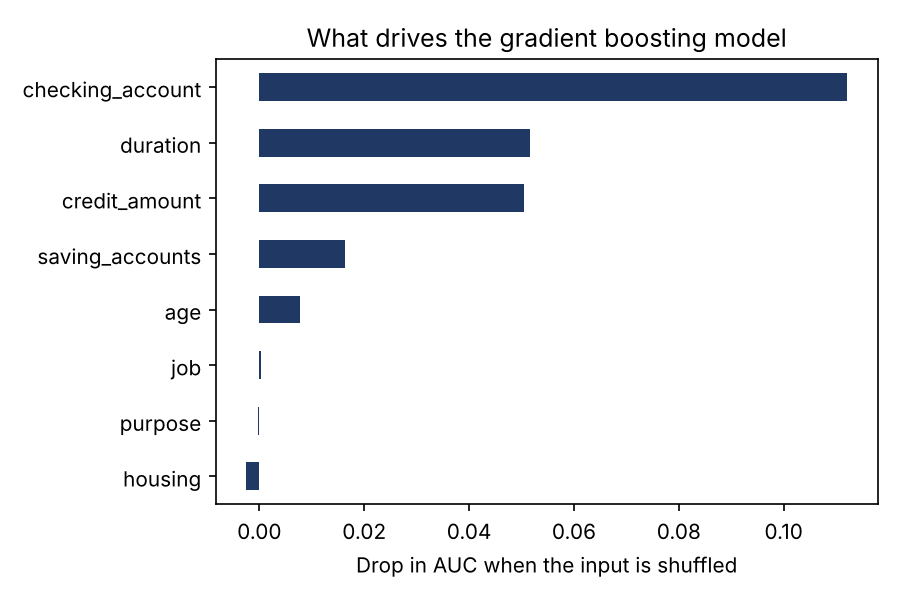 What drives the gradient boosting model
checking_account
duration
credit_amount
saving_accounts
age
job
purpose
housing
0.00 0.02 0.04 0.06 0.08 0.10
Drop in AUC when the input is shuffled